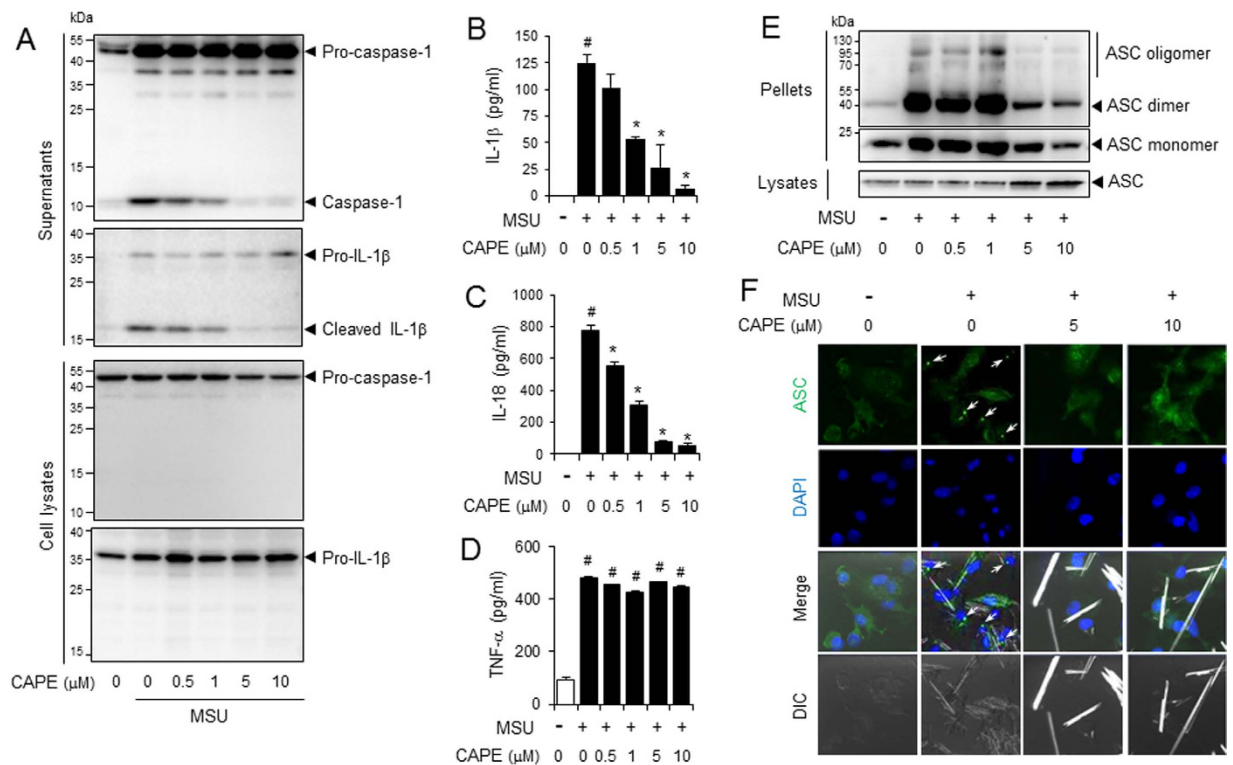 A
kDa
Supernatants
55
40
35
25
15
10
Pro-caspase-1
Caspase-1
40
35
25
15
Pro-IL-1β
Cleaved IL-1β
Cell lysates
55
40
35
25
15
10
Pro-caspase-1
40
35
25
15
Pro-IL-1β
CAPE (μM) 0 0 0.5 1 5 10
MSU
B
IL-1β (pg/ml)
150
125
100
75
50
25
0
# * * *
MSU - + + + + +
CAPE (μM) 0 0 0.5 1 5 10
C
IL-18 (pg/ml)
1000
800
600
400
200
0
# * * * *
MSU - + + + + +
CAPE (μM) 0 0 0.5 1 5 10
D
TNF-α (pg/ml)
600
400
200
0
# # # # #
MSU - + + + + +
CAPE (μM) 0 0 0.5 1 5 10
E
kDa
Pellets
130
95
70
55
40
25
ASC oligomer
ASC dimer
ASC monomer
Lysates
ASC
MSU - + + + + +
CAPE (μM) 0 0 0.5 1 5 10
F
MSU - + + +
CAPE (μM) 0 0 5 10
ASC
DAPI
Merge
DIC